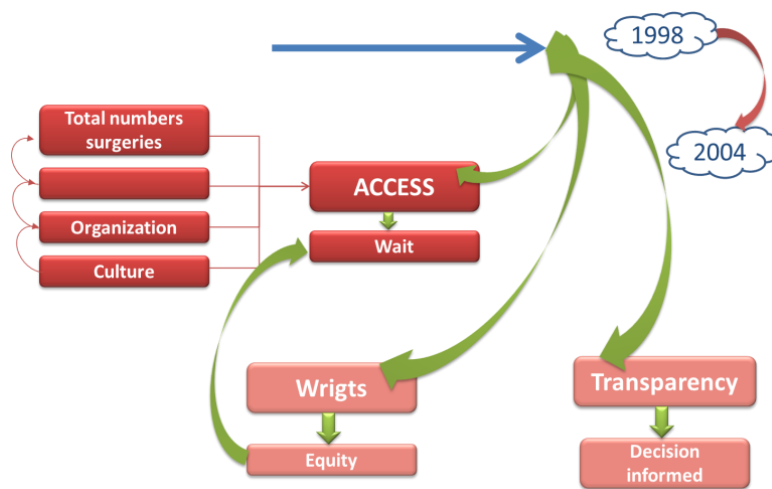 1998
2004
Total numbers
surgeries
Organization
Culture
ACCESS
Wait
Wrigts
Equity
Transparency
Decision
informed